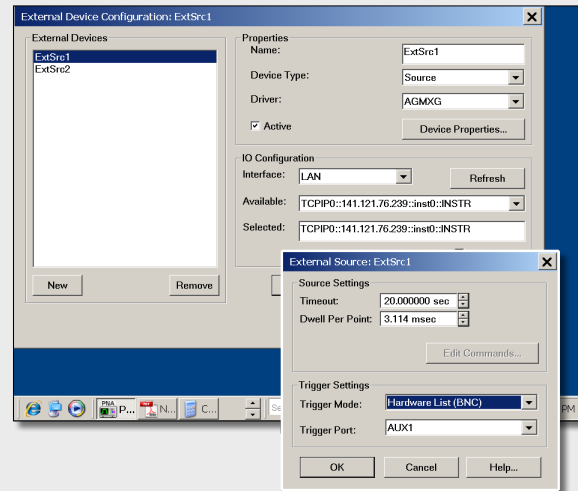 External Device Configuration: ExtSrc1
External Devices
ExtSrc1
ExtSrc2
New
Remove
Properties
Name:
ExtSrc1
Device Type:
Source
Driver:
AGMXG
Active
Device Properties...
IO Configuration
Interface:
LAN
Refresh
Available:
TCPIP0::141.121.76.239::inst0::INSTR
Selected:
TCPIP0::141.121.76.239::inst0::INSTR
External Source: ExtSrc1
Source Settings
Timeout:
20.000000 sec
Dwell Per Point:
3.114 msec
Edit Commands...
Trigger Settings
Trigger Mode:
Hardware List (BNC)
Trigger Port:
AUX1
OK
Cancel
Help...
PNA
P...
N...
C...
Se
PM